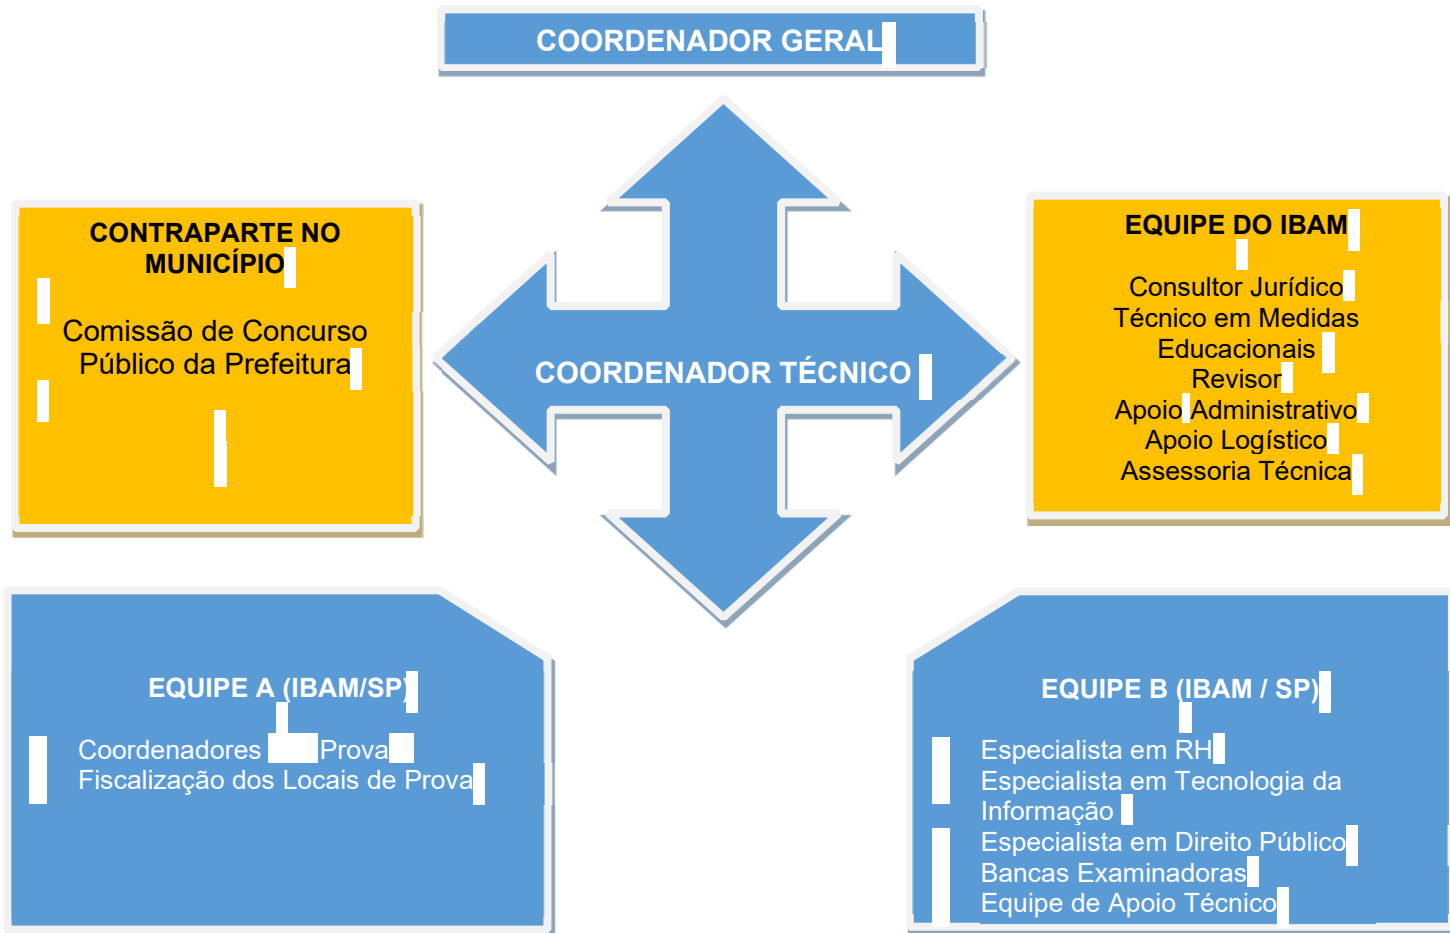 COORDENADOR GERAL
CONTRAPARTE NO
MUNICÍPIO
Comissão de Concurso
Público da Prefeitura
COORDENADOR TÉCNICO
EQUIPE DO IBAM
Consultor Jurídico
Técnico em Medidas
Educacionais
Revisor
Apoio Administrativo
Apoio Logístico
Assessoria Técnica
EQUIPE A (IBAM/SP)
Coordenadores Prova
Fiscalização dos Locais de Prova
EQUIPE B (IBAM / SP)
Especialista em RH
Especialista em Tecnologia da
Informação
Especialista em Direito Público
Bancas Examinadoras
Equipe de Apoio Técnico